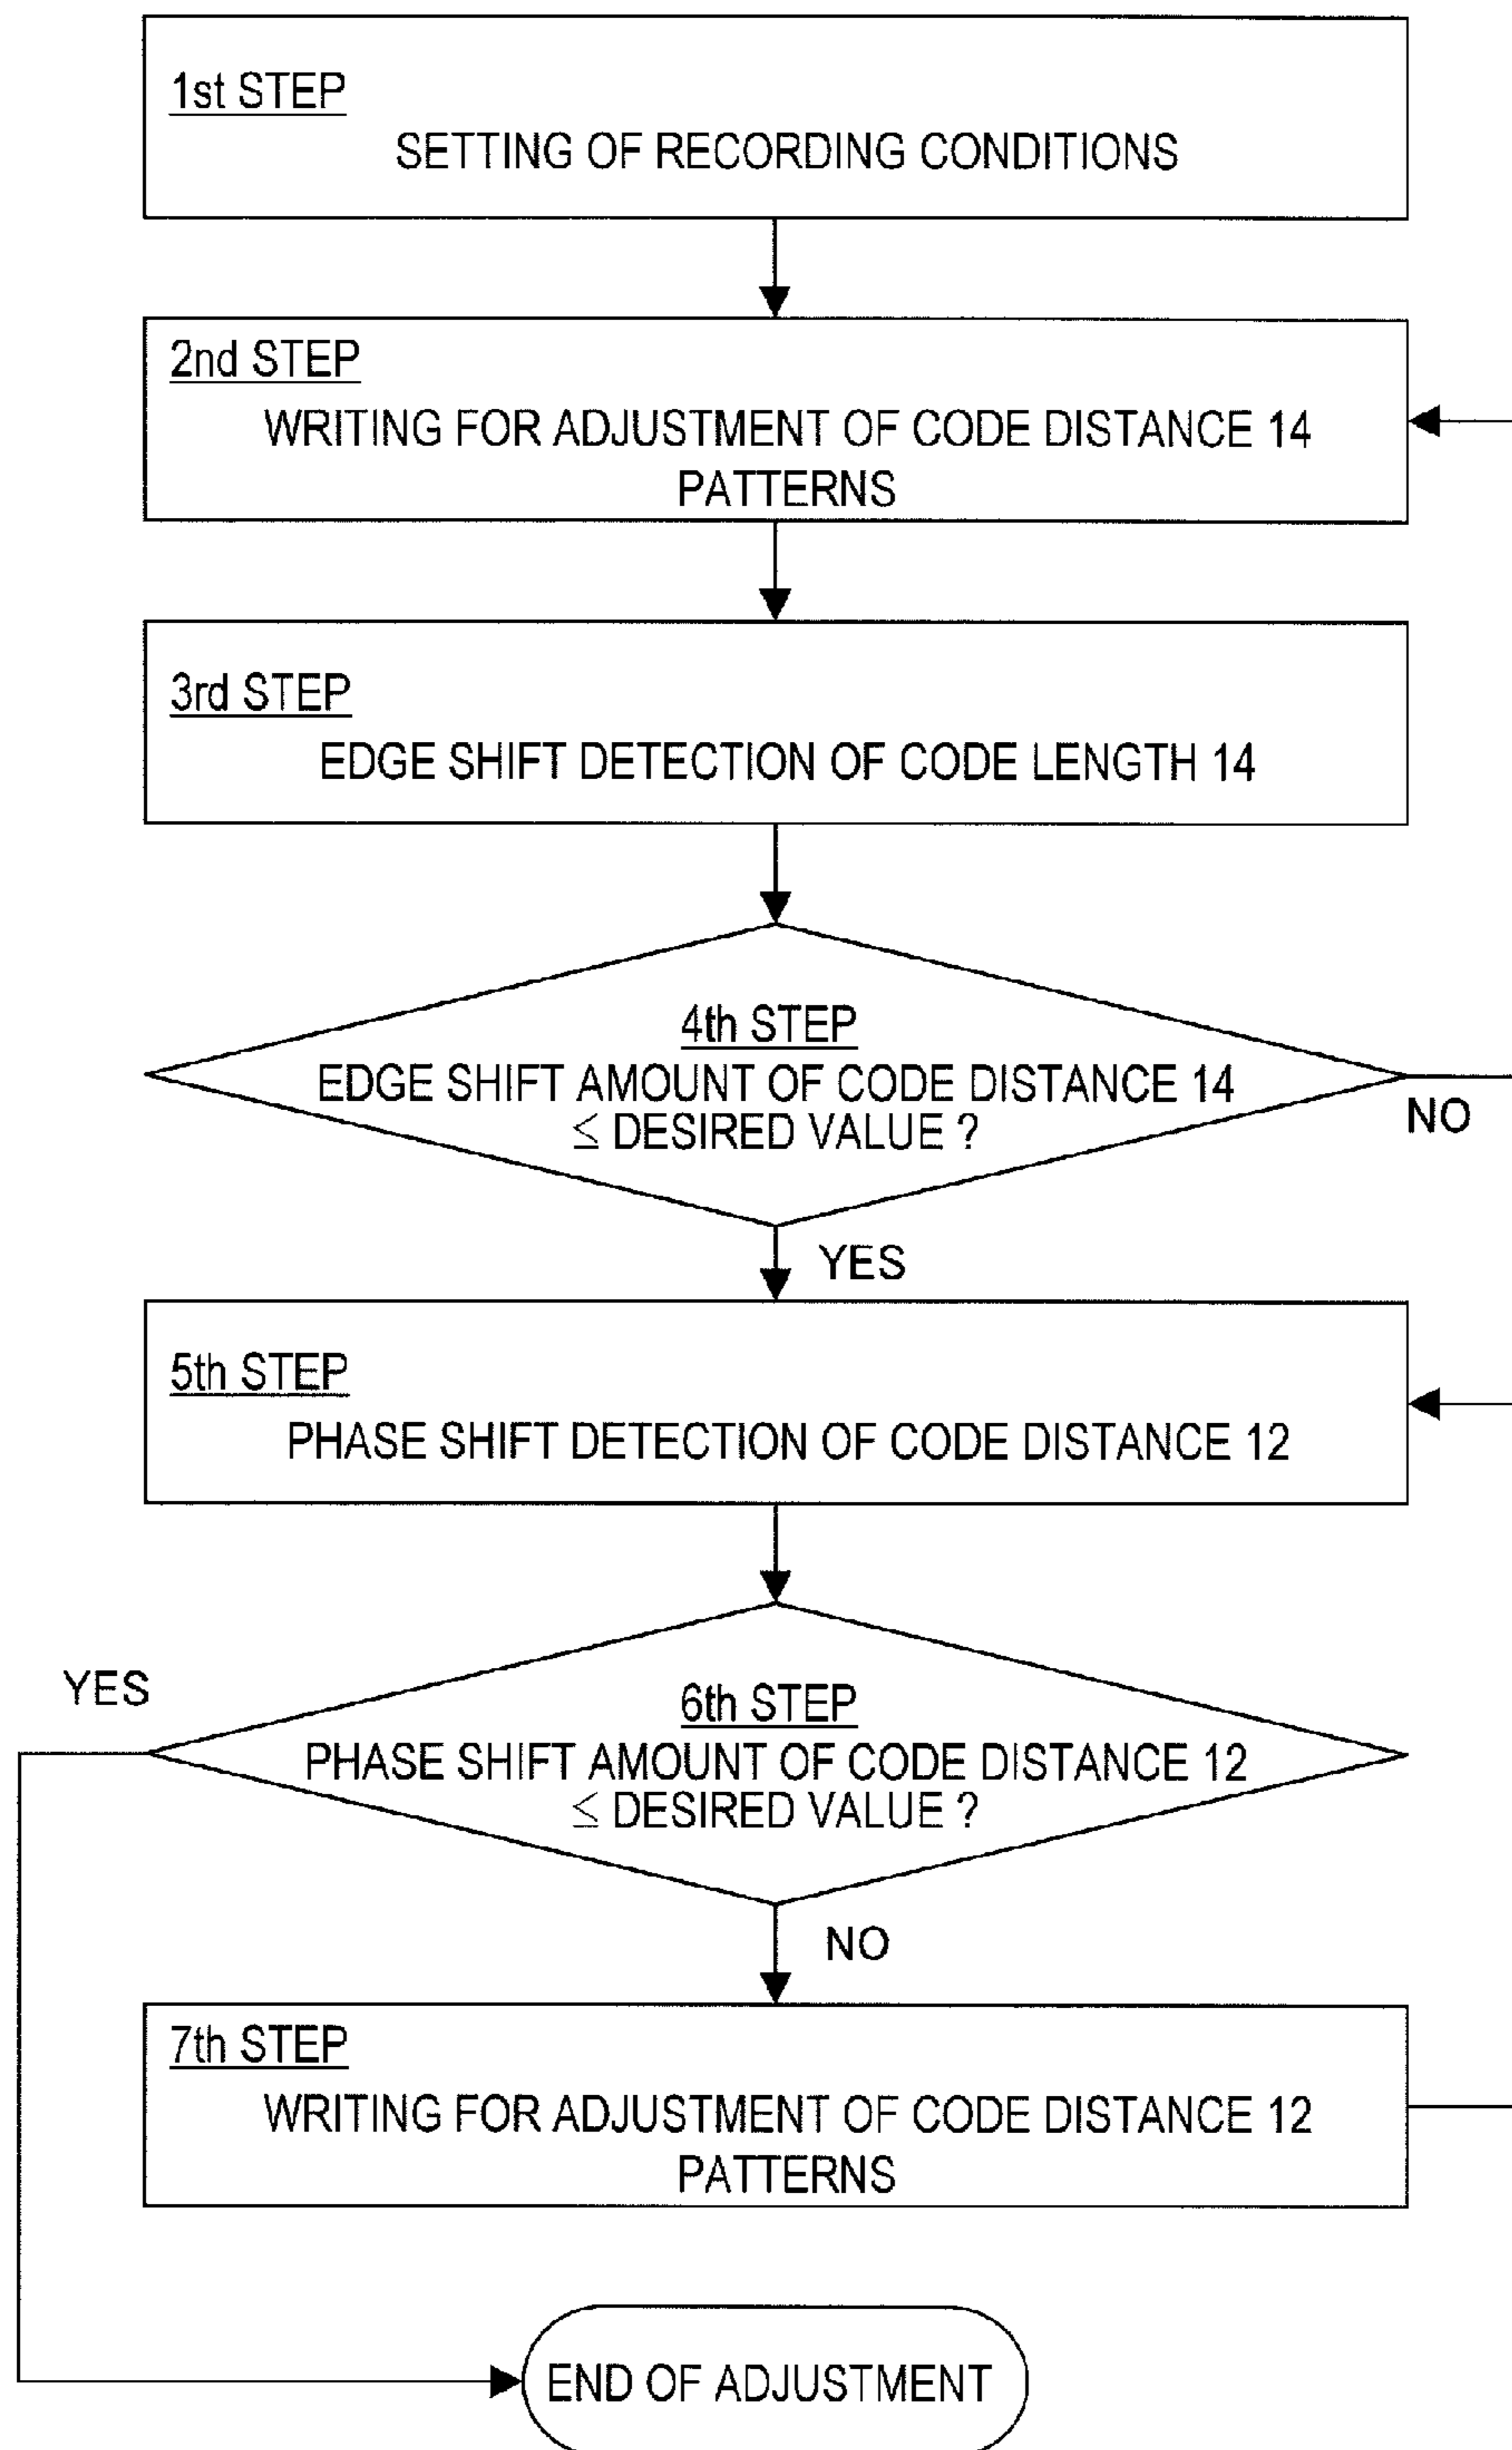 1st STEP
SETTING OF RECORDING CONDITIONS
2nd STEP
WRITING FOR ADJUSTMENT OF CODE DISTANCE 14
PATTERNS
3rd STEP
EDGE SHIFT DETECTION OF CODE LENGTH 14
4th STEP
EDGE SHIFT AMOUNT OF CODE DISTANCE 14
≤ DESIRED VALUE ?
NO
YES
5th STEP
PHASE SHIFT DETECTION OF CODE DISTANCE 12
YES
6th STEP
PHASE SHIFT AMOUNT OF CODE DISTANCE 12
≤ DESIRED VALUE ?
NO
7th STEP
WRITING FOR ADJUSTMENT OF CODE DISTANCE 12
PATTERNS
END OF ADJUSTMENT